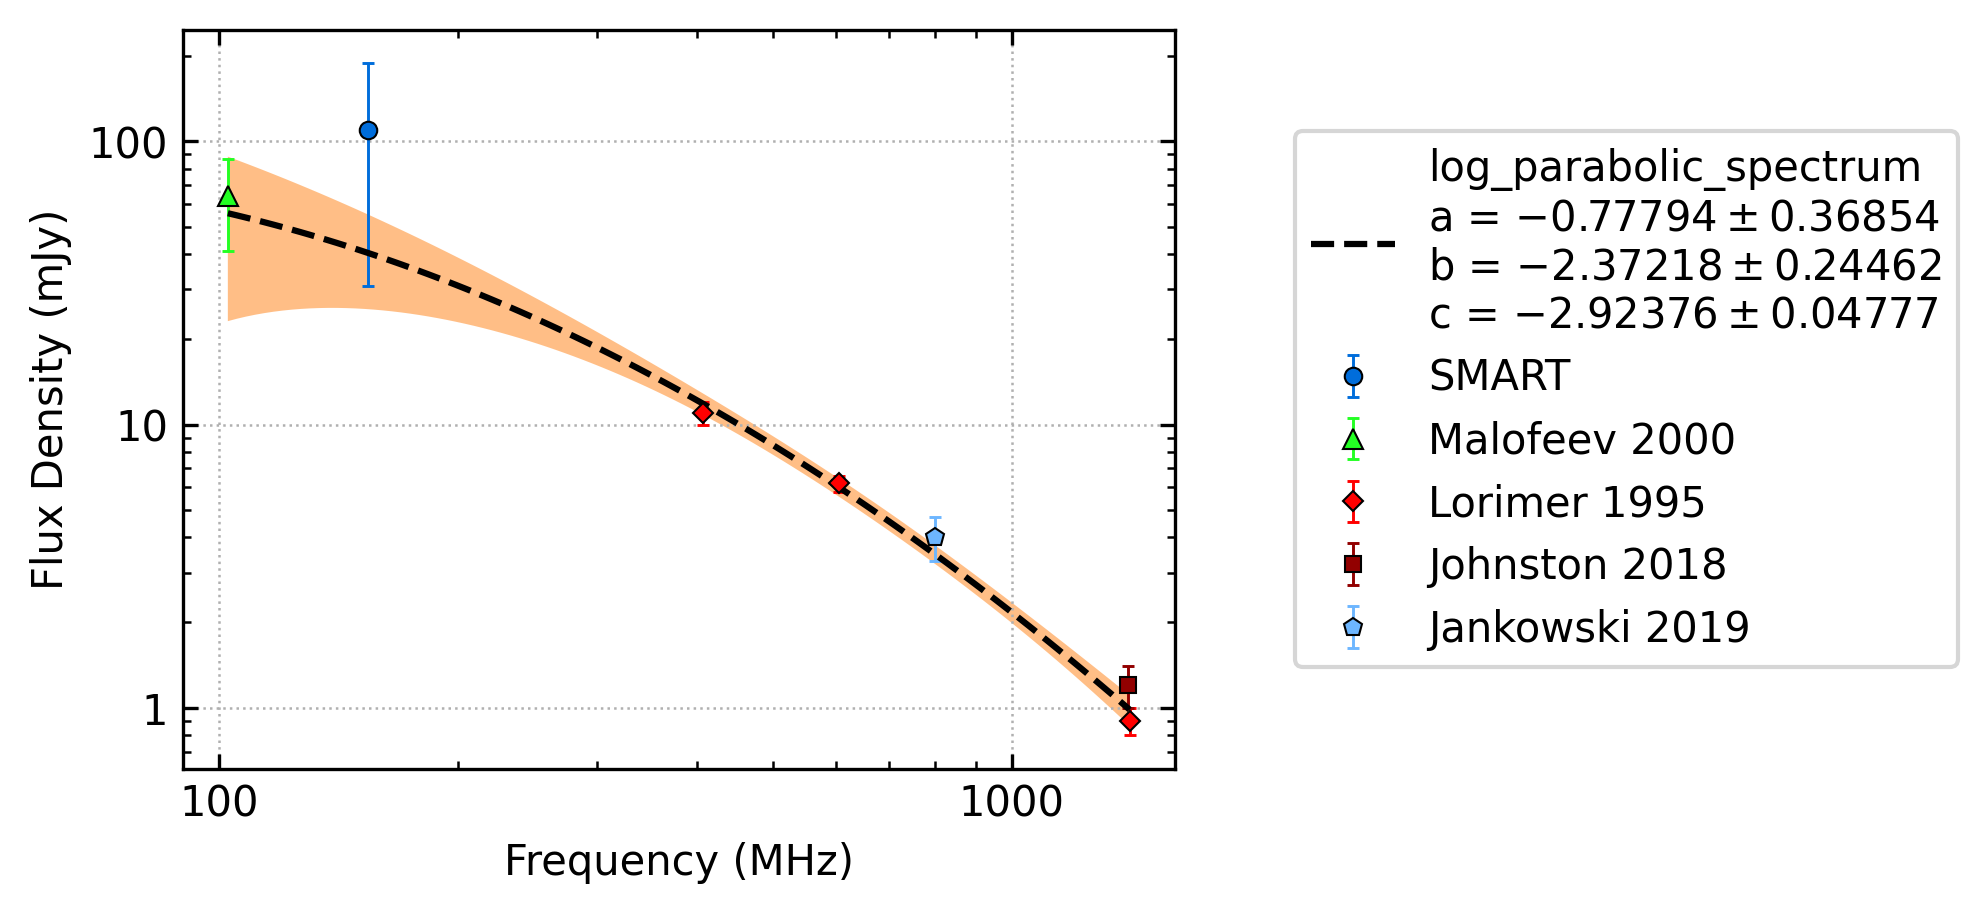 100
10
1
100
1000
Flux Density (mJy)
Frequency (MHz)
log_parabolic_spectrum
a = −0.77794 ± 0.36854
b = −2.37218 ± 0.24462
c = −2.92376 ± 0.04777
SMART
Malofeev 2000
Lorimer 1995
Johnston 2018
Jankowski 2019